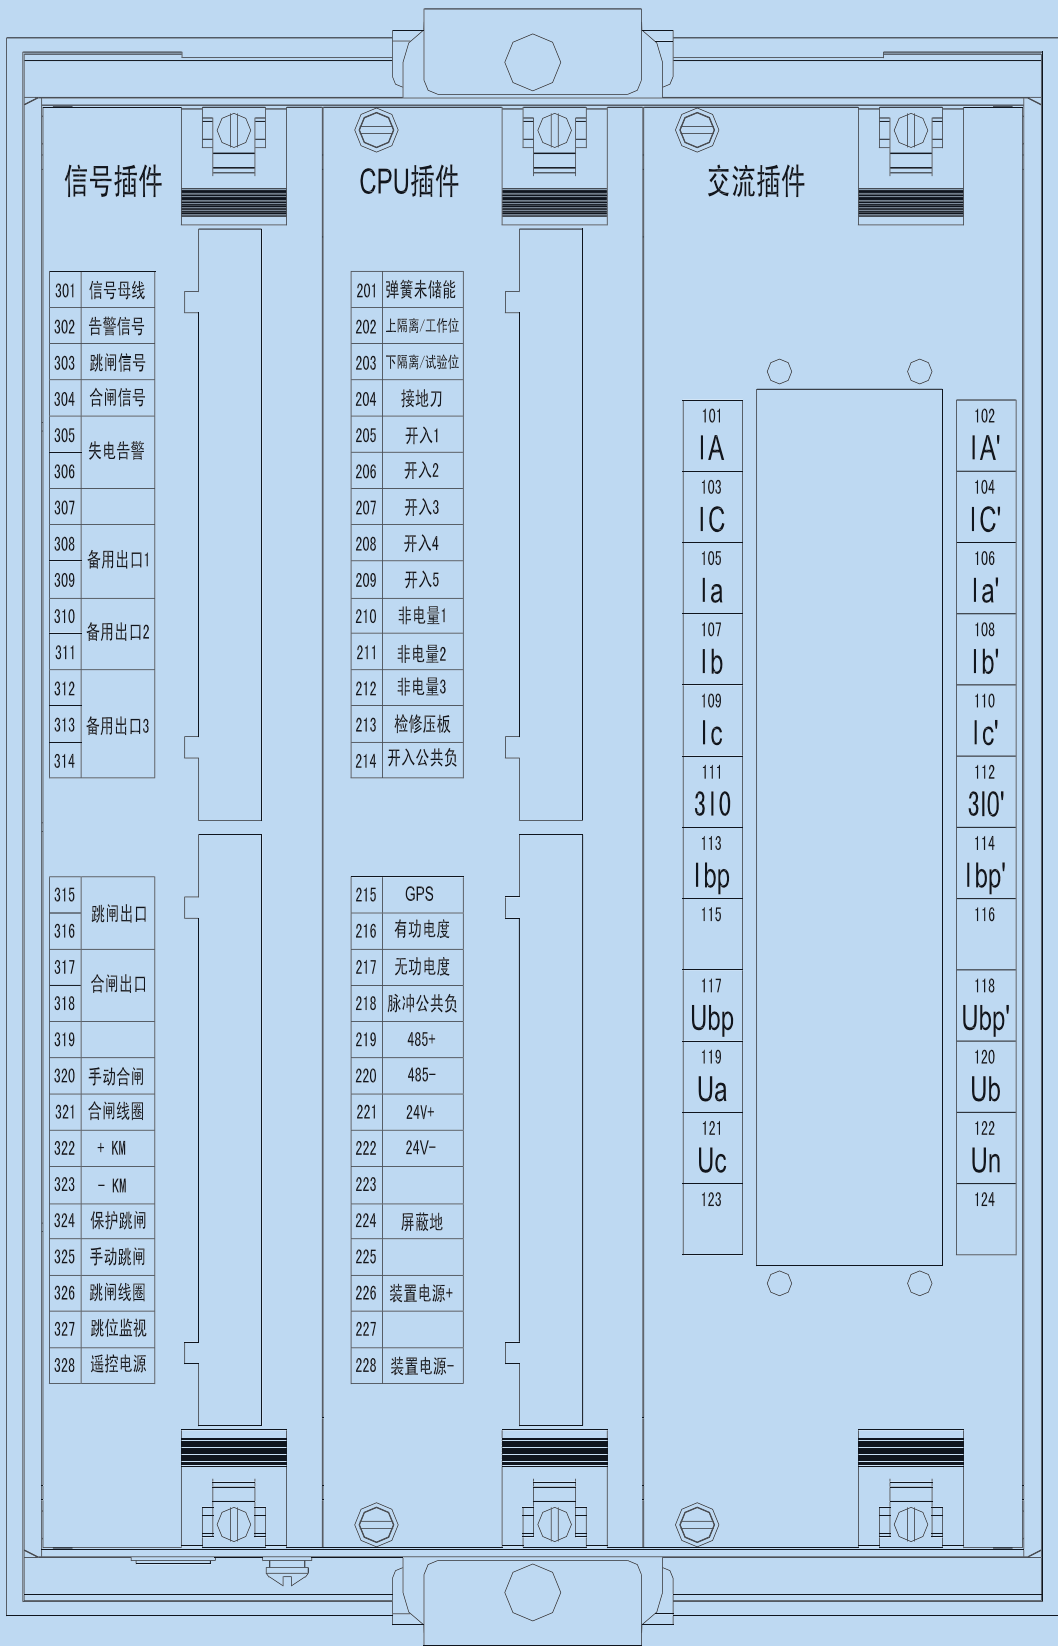 信号插件
301 信号母线
302 告警信号
303 跳闸信号
304 合闸信号
305 失电告警
306
307
308 备用出口1
309
310 备用出口2
311
312
313 备用出口3
314
315 跳闸出口
316
317 合闸出口
318
319
320 手动合闸
321 合闸线圈
322 + KM
323 - KM
324 保护跳闸
325 手动跳闸
326 跳闸线圈
327 跳位监视
328 遥控电源
CPU插件
201 弹簧未储能
202 上隔离/工作位
203 下隔离/试验位
204 接地刀
205 开入1
206 开入2
207 开入3
208 开入4
209 开入5
210 非电量1
211 非电量2
212 非电量3
213 检修压板
214 开入公共负
215 GPS
216 有功电度
217 无功电度
218 脉冲公共负
219 485+
220 485-
221 24V+
222 24V-
223
224 屏蔽地
225
226 装置电源+
227
228 装置电源-
交流插件
101
IA
103
IC
105
Ia
107
Ib
109
Ic
111
3I0
113
Ibp
115
117
Ubp
119
Ua
121
Uc
123
102
IA'
104
IC'
106
Ia'
108
Ib'
110
Ic'
112
3I0'
114
Ibp'
116
118
Ubp'
120
Ub
122
Un
124